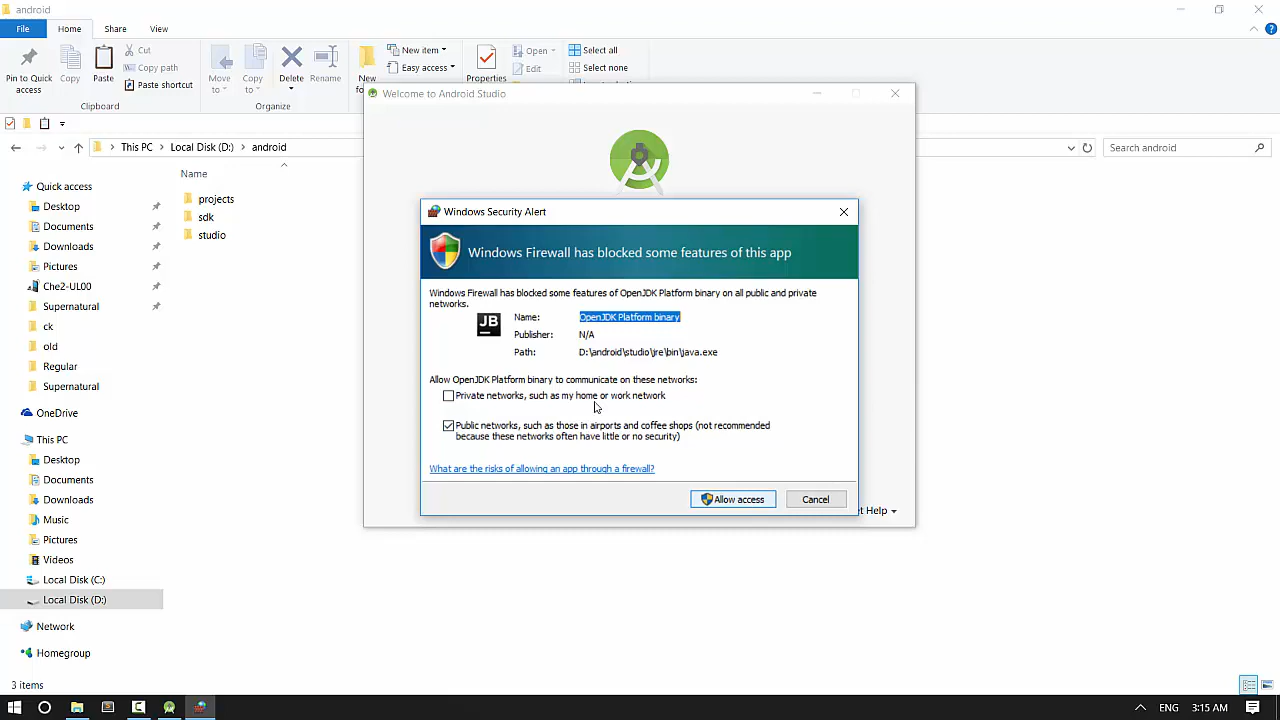 android
File
Home
Share
View
Pin to Quick access
Copy
Paste
Cut
Copy path
Paste shortcut
Clipboard
Move to
Copy to
Delete
Rename
Organize
New
New item
Easy access
Properties
Open
Edit
Select all
Select none
This PC
Local Disk (D:)
android
Search android
Quick access
Desktop
Documents
Downloads
Pictures
Che2-UL00
Supernatural
ck
old
Regular
Supernatural
OneDrive
This PC
Desktop
Documents
Downloads
Music
Pictures
Videos
Local Disk (C:)
Local Disk (D:)
Network
Homegroup
Name
projects
sdk
studio
Welcome to Android Studio
Windows Security Alert
Windows Firewall has blocked some features of this app
Windows Firewall has blocked some features of OpenJDK Platform binary on all public and private
networks.
JB
Name: OpenJDK Platform binary
Publisher: N/A
Path: D:\android\studio\jre\bin\java.exe
Allow OpenJDK Platform binary to communicate on these networks:
Private networks, such as my home or work network
Public networks, such as those in airports and coffee shops (not recommended
because these networks often have little or no security)
What are the risks of allowing an app through a firewall?
Allow access
Cancel
Help
3 items
ENG
3:15 AM